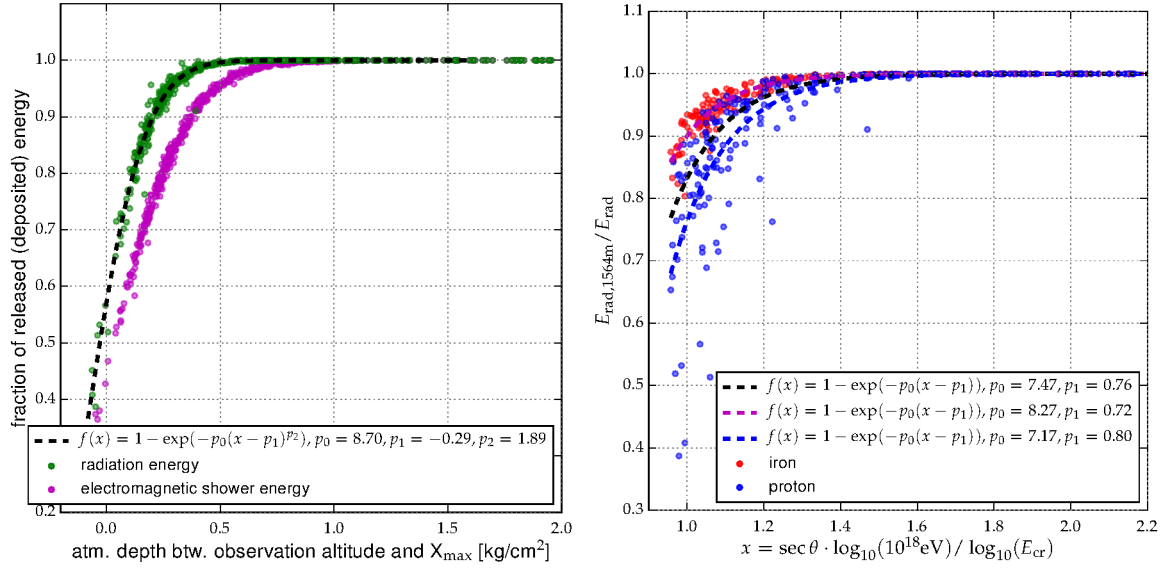 fraction of released (deposited) energy
1.0
0.9
0.8
0.7
0.6
0.5
0.4
0.2
f(x) = 1 − exp(−p₀(x − p₁)^p₂), p₀ = 8.70, p₁ = −0.29, p₂ = 1.89
radiation energy
electromagnetic shower energy
0.0 0.5 1.0 1.5 2.0
atm. depth btw. observation altitude and Xmax [kg/cm²]
E_rad,1564m / E_rad
1.1
1.0
0.9
0.8
0.7
0.6
0.5
0.4
0.3
f(x) = 1 − exp(−p₀(x − p₁)), p₀ = 7.47, p₁ = 0.76
f(x) = 1 − exp(−p₀(x − p₁)), p₀ = 8.27, p₁ = 0.72
f(x) = 1 − exp(−p₀(x − p₁)), p₀ = 7.17, p₁ = 0.80
iron
proton
1.0 1.2 1.4 1.6 1.8 2.0 2.2
x = sec θ · log₁₀(10¹⁸eV)/ log₁₀(E_cr)